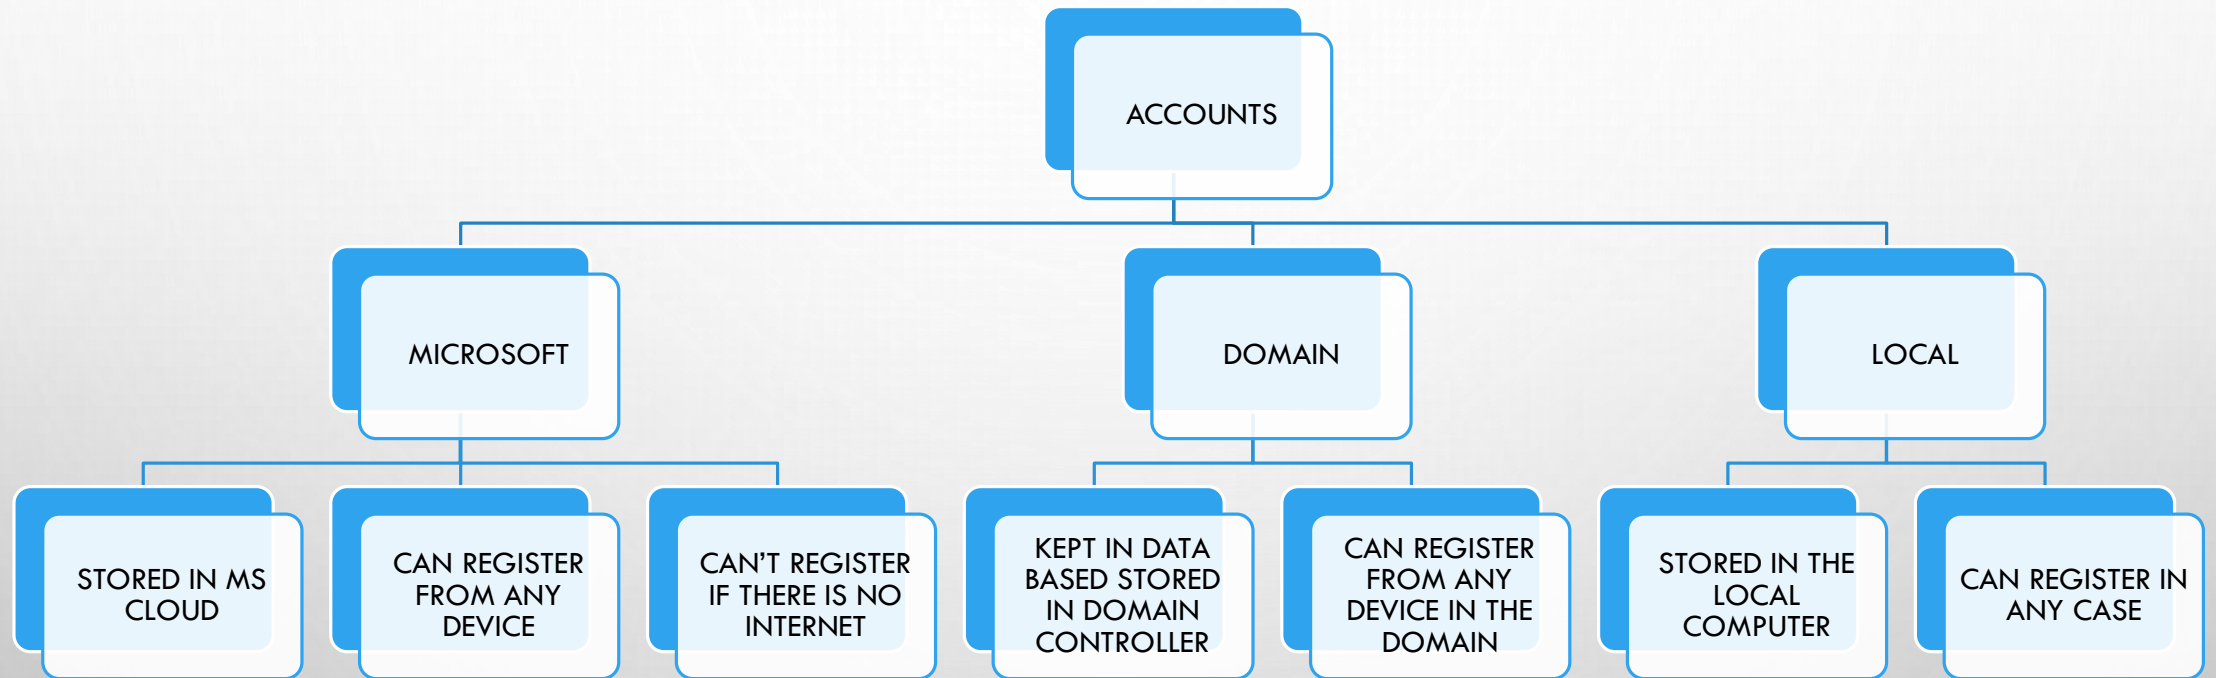 ACCOUNTS
MICROSOFT
DOMAIN
LOCAL
STORED IN MS
CLOUD
CAN REGISTER
FROM ANY
DEVICE
CAN’T REGISTER
IF THERE IS NO
INTERNET
KEPT IN DATA
BASED STORED
IN DOMAIN
CONTROLLER
CAN REGISTER
FROM ANY
DEVICE IN THE
DOMAIN
STORED IN THE
LOCAL
COMPUTER
CAN REGISTER IN
ANY CASE